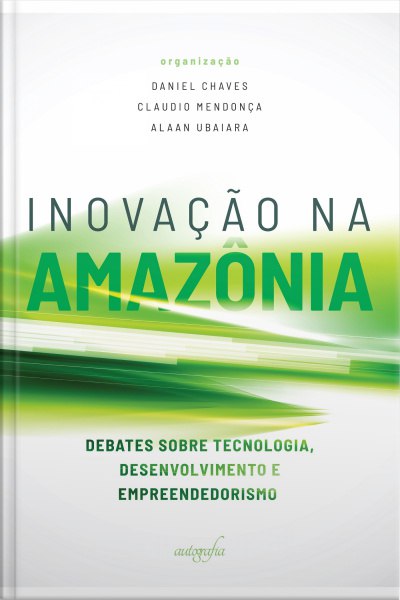 organização
DANIEL CHAVES
CLAUDIO MENDONÇA
ALAAN UBAIARA
INOVAÇÃO NA
AMAZÔNIA
DEBATES SOBRE TECNOLOGIA,
DESENVOLVIMENTO E
EMPREENDEDORISMO
autografia